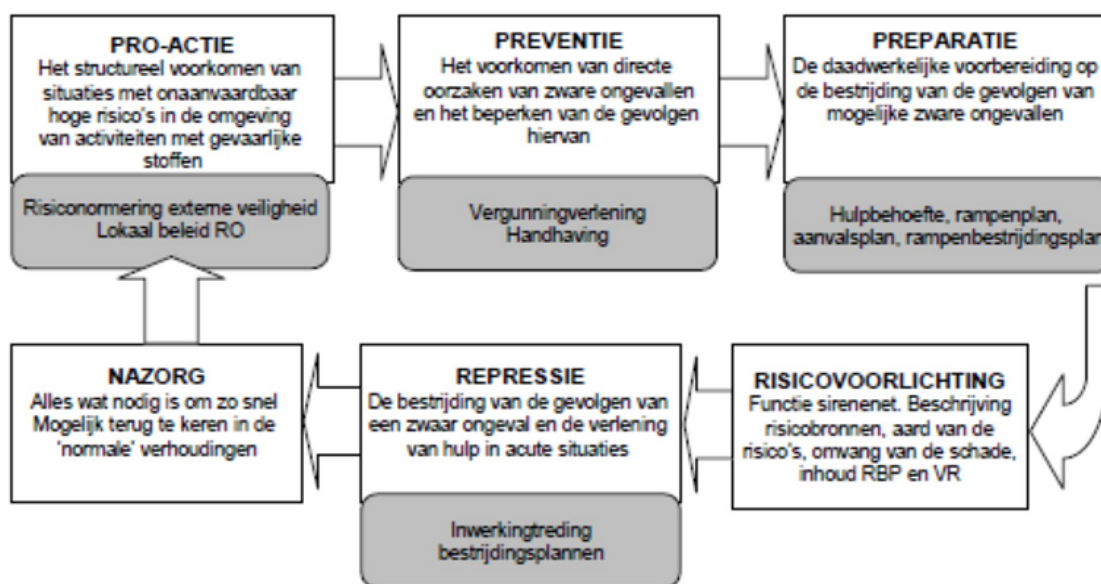 PRO-ACTIE
Het structureel voorkomen van
situaties met onaanvaardbaar
hoge risico's in de omgeving
van activiteiten met gevaarlijke
stoffen
Risiconormering externe veiligheid
Lokaal beleid RO
PREVENTIE
Het voorkomen van directe
oorzaken van zware ongevallen
en het beperken van de gevolgen
hiervan
Vergunningverlening
Handhaving
PREPARATIE
De daadwerkelijke voorbereiding op
de bestrijding van de gevolgen van
mogelijke zware ongevallen
Hulpbehoefte, rampenplan,
aanvalsplan, rampenbestrijdingsplan
RISICOVOORLICHTING
Functie sirenenet. Beschrijving
risicobronnen, aard van de
risico's, omvang van de schade,
inhoud RBP en VR
REPRESSIE
De bestrijding van de gevolgen van
een zwaar ongeval en de verlening
van hulp in acute situaties
Inwerkingtreding
bestrijdingsplannen
NAZORG
Alles wat nodig is om zo snel
Mogelijk terug te keren in de
'normale' verhoudingen